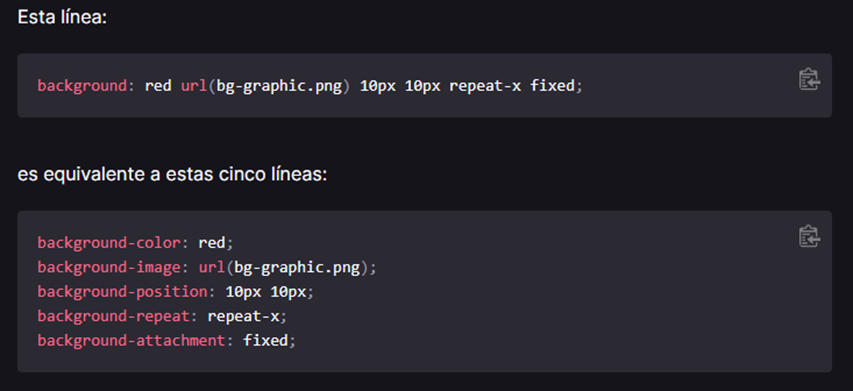 Esta línea:
background: red url(bg-graphic.png) 10px 10px repeat-x fixed;
es equivalente a estas cinco líneas:
background-color: red;
background-image: url(bg-graphic.png);
background-position: 10px 10px;
background-repeat: repeat-x;
background-attachment: fixed;